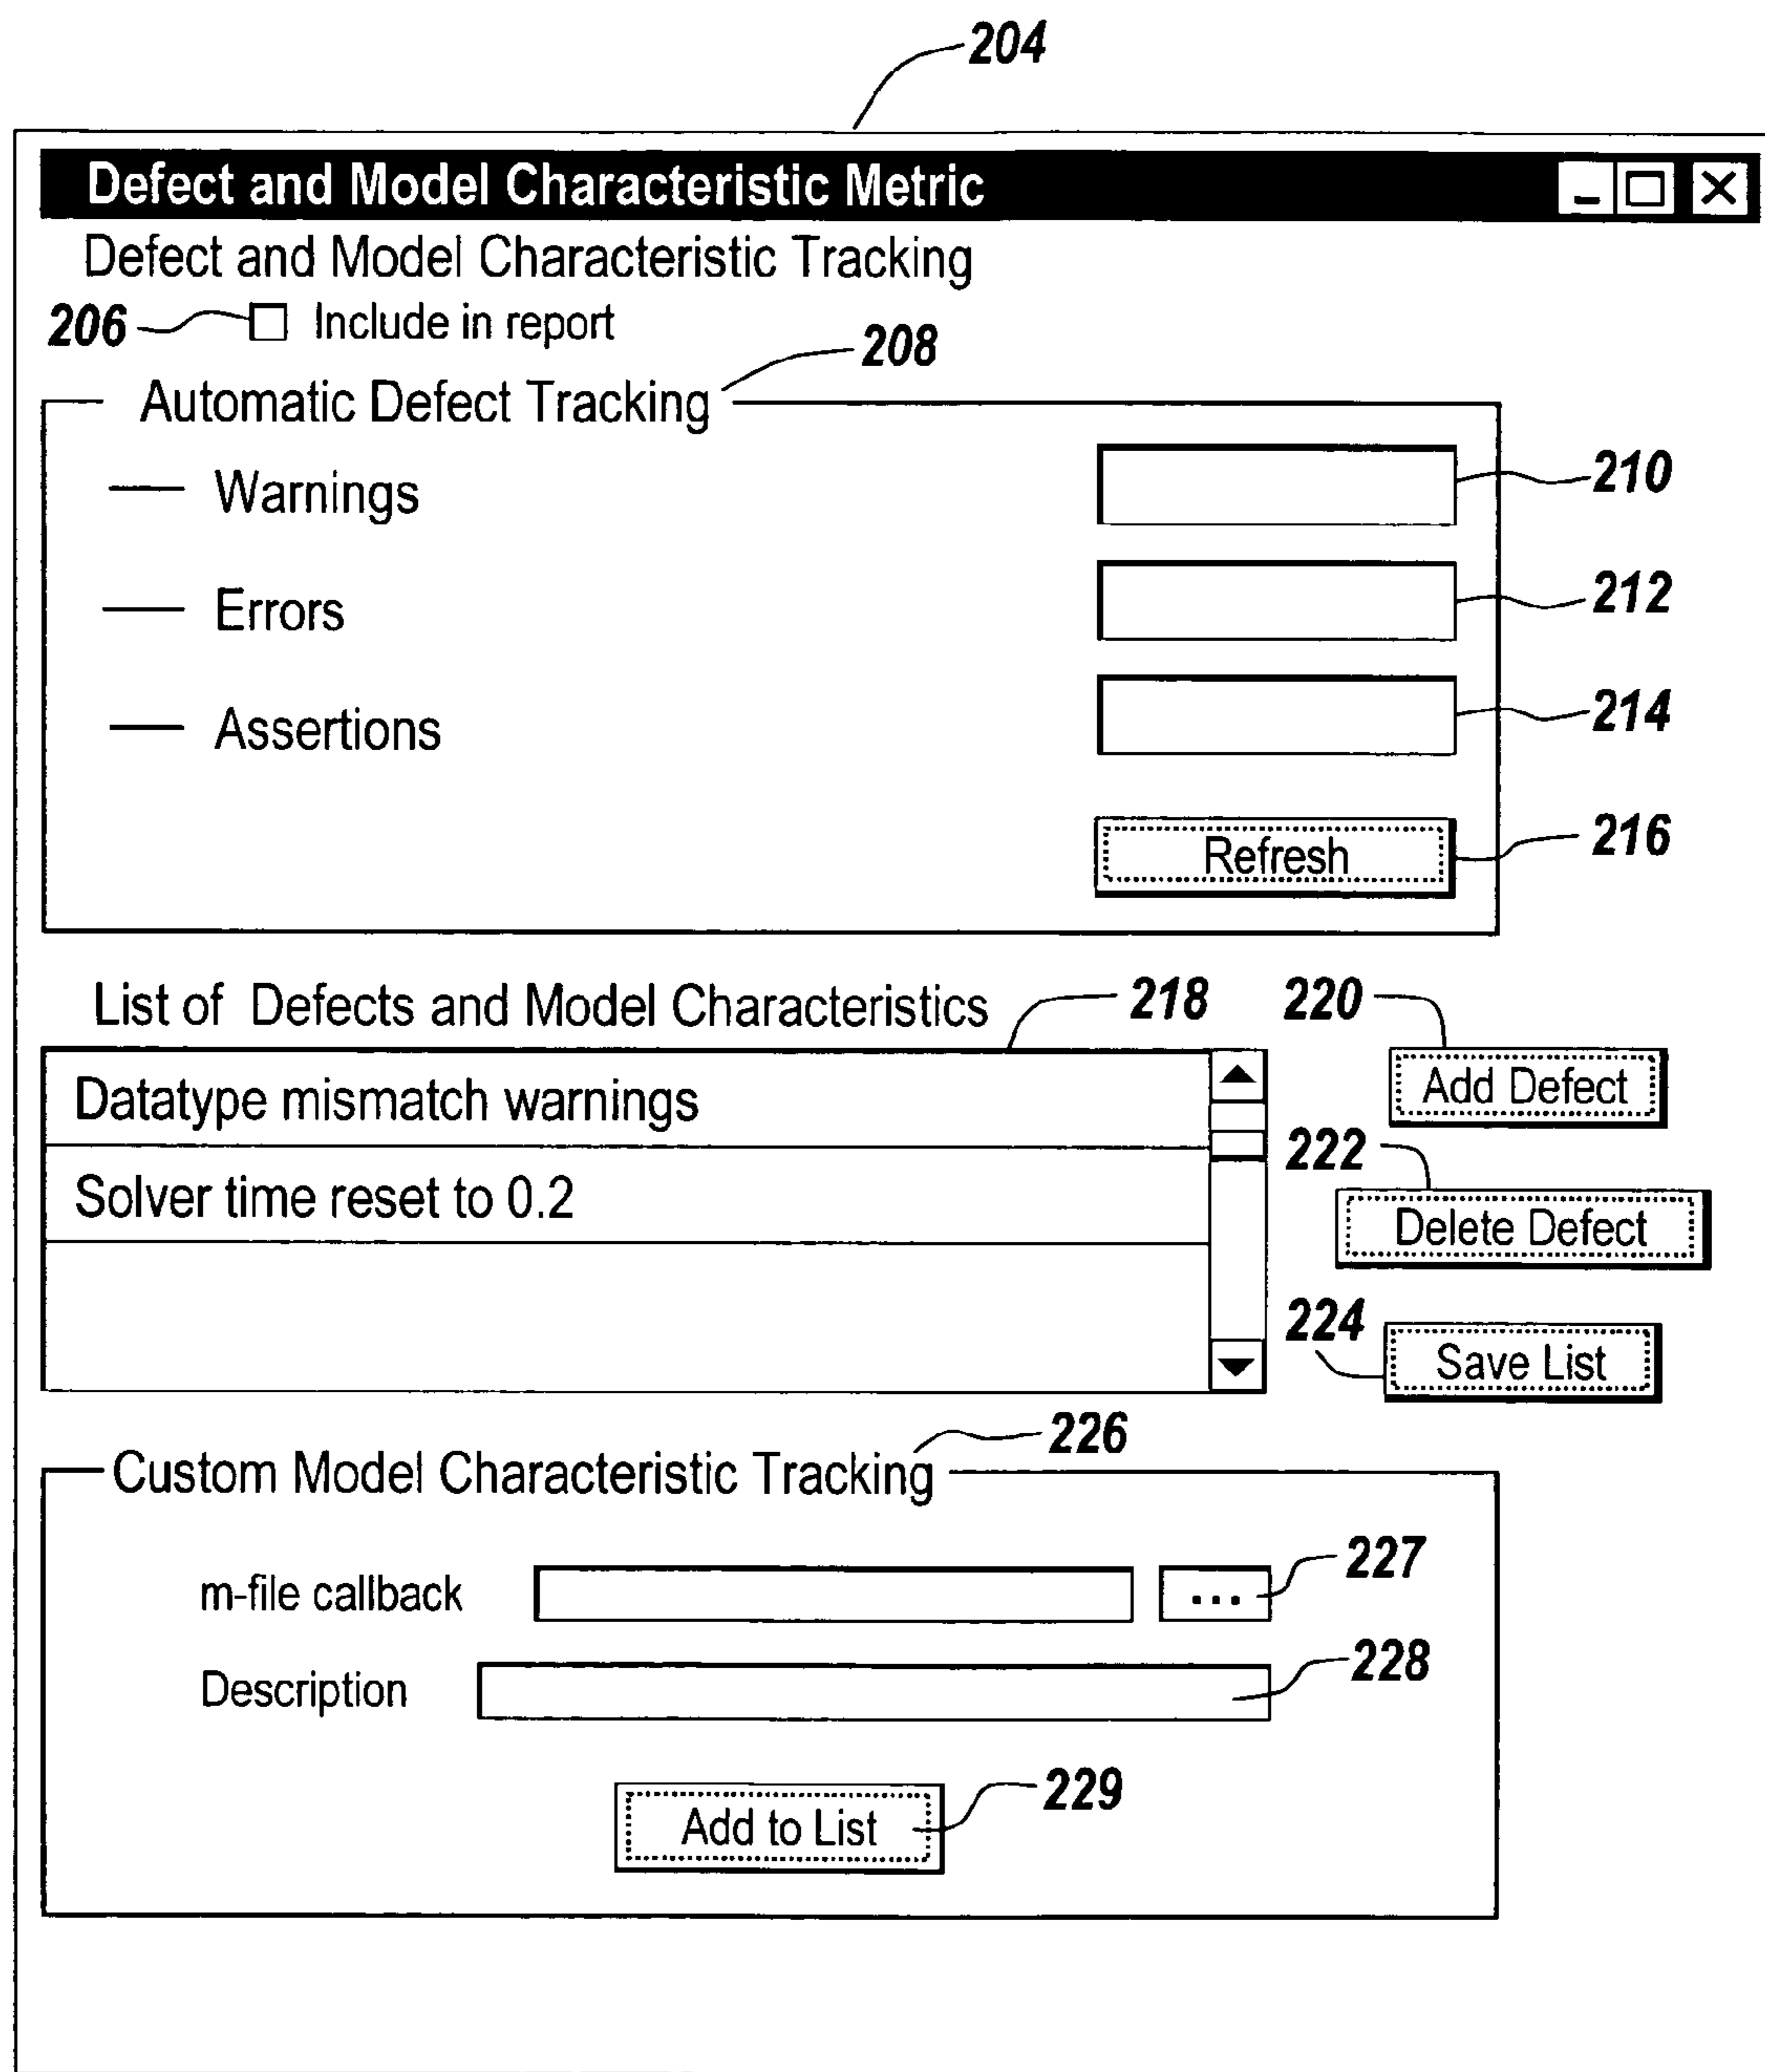 204
Defect and Model Characteristic Metric
Defect and Model Characteristic Tracking
206 Include in report
208
Automatic Defect Tracking
Warnings 210
Errors 212
Assertions 214
Refresh 216
List of Defects and Model Characteristics 218 220
Datatype mismatch warnings Add Defect
222
Solver time reset to 0.2 Delete Defect
224
Save List
226
Custom Model Characteristic Tracking
227
m-file callback ...
Description 228
229
Add to List